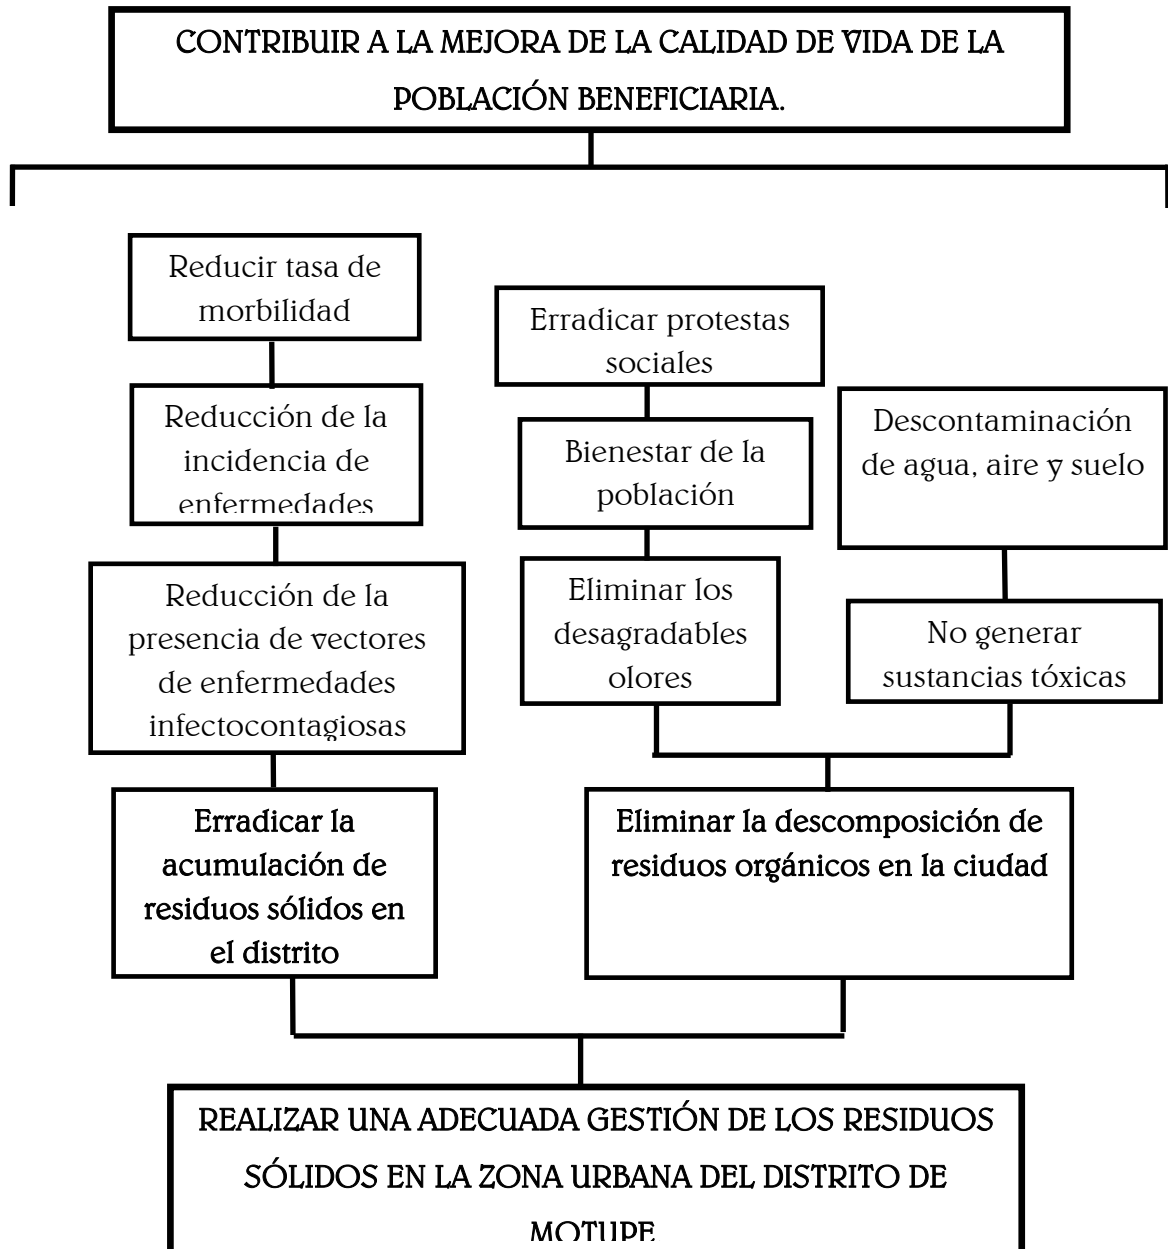 CONTRIBUIR A LA MEJORA DE LA CALIDAD DE VIDA DE LA
POBLACIÓN BENEFICIARIA.
Reducir tasa de
morbilidad
Erradicar protestas
sociales
Reducción de la
incidencia de
enfermedades
Bienestar de la
población
Descontaminación
de agua, aire y suelo
Reducción de la
presencia de vectores
de enfermedades
infectocontagiosas
Eliminar los
desagradables
olores
No generar
sustancias tóxicas
Erradicar la
acumulación de
residuos sólidos en
el distrito
Eliminar la descomposición de
residuos orgánicos en la ciudad
REALIZAR UNA ADECUADA GESTIÓN DE LOS RESIDUOS
SÓLIDOS EN LA ZONA URBANA DEL DISTRITO DE
MOTUPE.